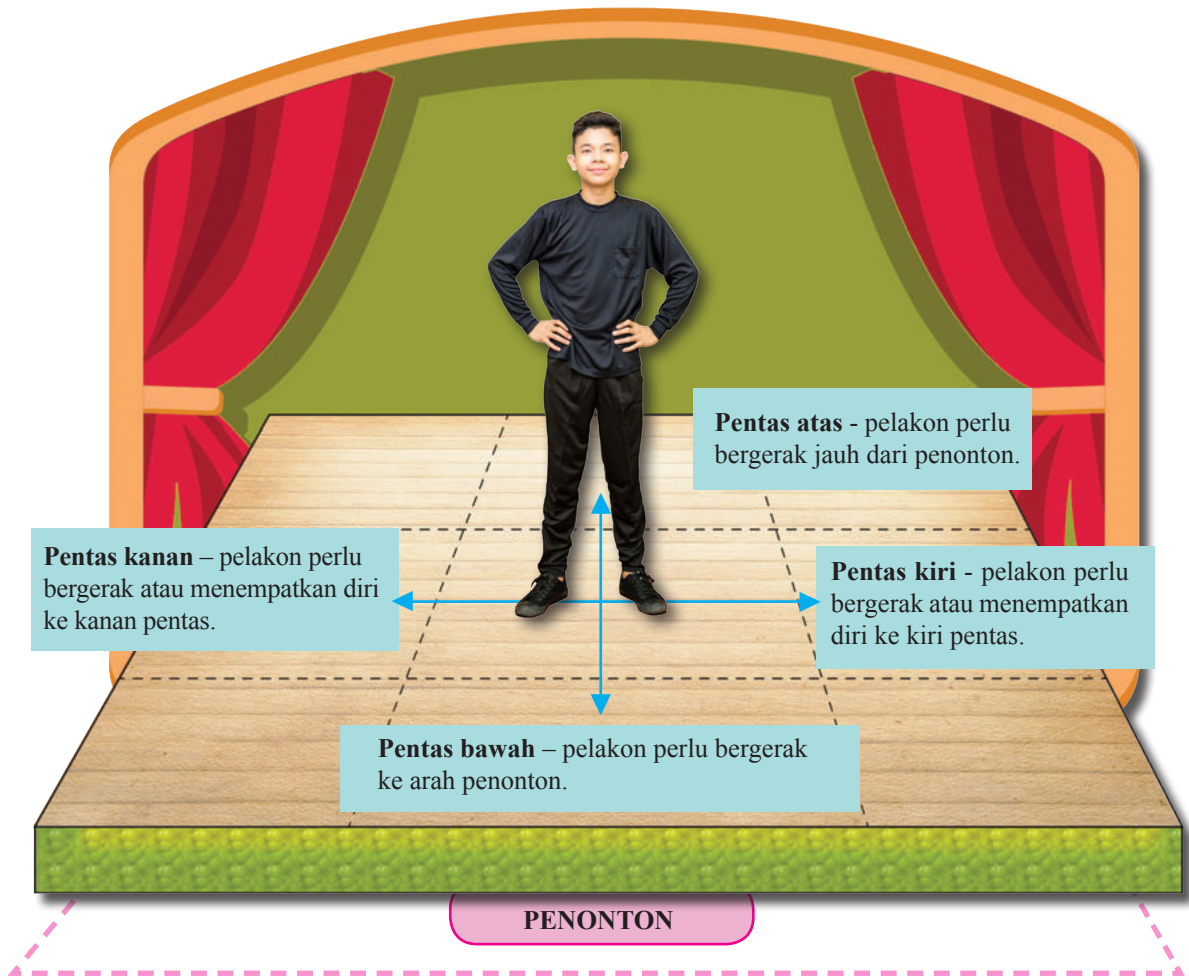 Pentas atas - pelakon perlu
bergerak jauh dari penonton.
Pentas kanan – pelakon perlu
bergerak atau menempatkan diri
ke kanan pentas.
Pentas kiri - pelakon perlu
bergerak atau menempatkan
diri ke kiri pentas.
Pentas bawah – pelakon perlu bergerak
ke arah penonton.
PENONTON